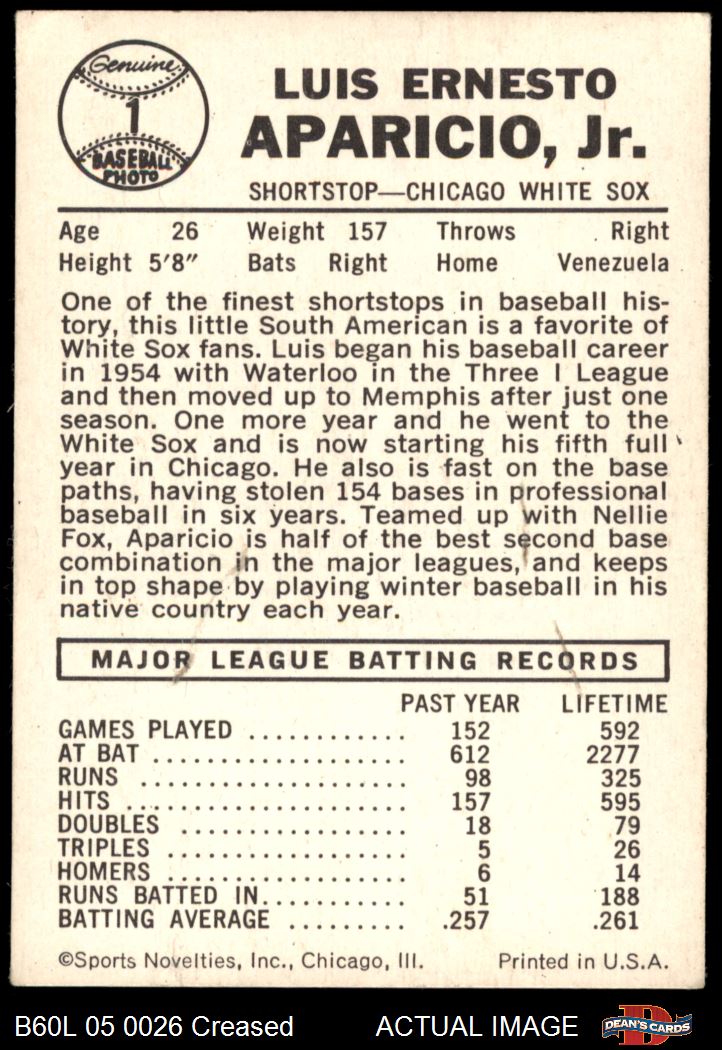 Genuine
1
BASEBALL
PHOTO
LUIS ERNESTO
APARICIO, Jr.
SHORTSTOP—CHICAGO WHITE SOX
Age 26 Weight 157 Throws Right
Height 5'8" Bats Right Home Venezuela
One of the finest shortstops in baseball his-
tory, this little South American is a favorite of
White Sox fans. Luis began his baseball career
in 1954 with Waterloo in the Three I League
and then moved up to Memphis after just one
season. One more year and he went to the
White Sox and is now starting his fifth full
year in Chicago. He also is fast on the base
paths, having stolen 154 bases in professional
baseball in six years. Teamed up with Nellie
Fox, Aparicio is half of the best second base
combination in the major leagues, and keeps
in top shape by playing winter baseball in his
native country each year.
MAJOR LEAGUE BATTING RECORDS
PAST YEAR LIFETIME
GAMES PLAYED ............ 152 592
AT BAT .................... 612 2277
RUNS ..................... 98 325
HITS ...................... 157 595
DOUBLES ................. 18 79
TRIPLES .................. 5 26
HOMERS .................. 6 14
RUNS BATTED IN............ 51 188
BATTING AVERAGE ......... .257 .261
©Sports Novelties, Inc., Chicago, Ill. Printed in U.S.A.
B60L 05 0026 Creased ACTUAL IMAGE DEAN'S CARDS